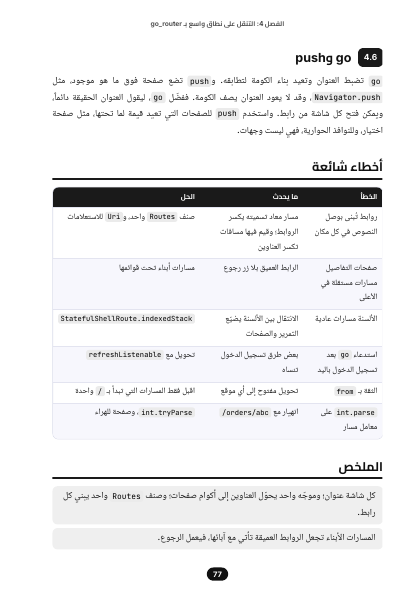 الفصل 4: التنقل على نطاق واسع بـ go_router
4.6 pushو go
go تضبط العنوان وتعيد بناء الكومة لتطابقه. و push تضع صفحة فوق ما هو موجود، مثل
Navigator.push، وقد لا يعود العنوان يصف الكومة. ففضّل go، ليقول العنوان الحقيقة دائماً،
ويمكن فتح كل شاشة من رابط. واستخدم push للصفحات التي تعيد قيمة لما تحتها، مثل صفحة
اختيار، وللنوافذ الحوارية، فهي ليست وجهات.
أخطاء شائعة
الخطأ ما يحدث الحل
روابط تُبنى بوصل مسار معاد تسميته يكسر صنف Routes واحد، و Uri للاستعلامات
النصوص في كل مكان الروابط؛ وقيم فيها مسافات
تكسر العناوين
صفحات التفاصيل الرابط العميق بلا زر رجوع مسارات أبناء تحت قوائمها
مسارات مستقلة في
الأعلى
الألسنة مسارات عادية الانتقال بين الألسنة يضيّع StatefulShellRoute.indexedStack
التمرير والصفحات
استدعاء go بعد بعض طرق تسجيل الدخول تحويل مع refreshListenable
تسجيل الدخول باليد تنساه
الثقة بـ from تحويل مفتوح إلى أي موقع اقبل فقط المسارات التي تبدأ بـ / واحدة
int.parse على انهيار مع /orders/abc int.tryParse، وصفحة للهراء
معامل مسار
الملخص
كل شاشة عنوان؛ وموجّه واحد يحوّل العناوين إلى أكوام صفحات؛ وصنف Routes واحد يبني كل
رابط.
المسارات الأبناء تجعل الروابط العميقة تأتي مع آبائها، فيعمل الرجوع.
77